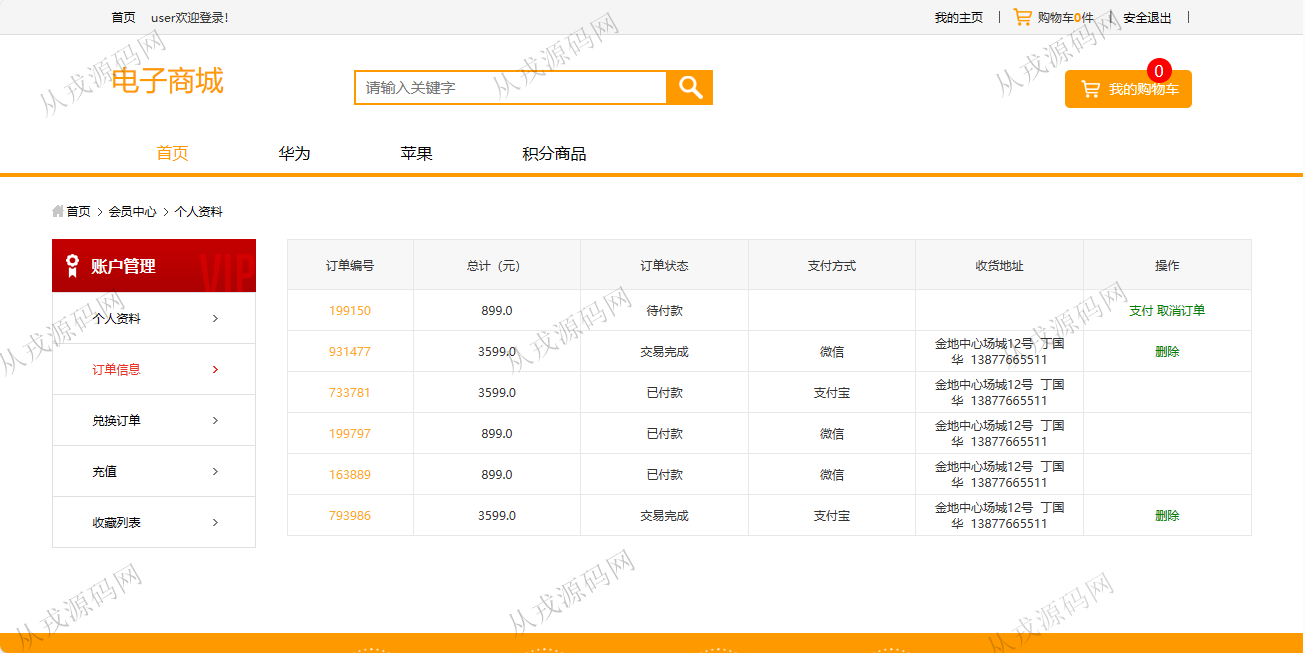 首页 user欢迎登录! 我的主页 | 购物车0件 | 安全退出 |
电子商城
请输入关键字
0
我的购物车
首页 华为 苹果 积分商品
首页 > 会员中心 > 个人资料
账户管理 VIP
个人资料 >
订单信息 >
兑换订单 >
充值 >
收藏列表 >
订单编号 总计（元） 订单状态 支付方式 收货地址 操作
199150 899.0 待付款 支付 取消订单
931477 3599.0 交易完成 微信 金地中心场城12号 丁国
华 13877665511 删除
733781 3599.0 已付款 支付宝 金地中心场城12号 丁国
华 13877665511
199797 899.0 已付款 微信 金地中心场城12号 丁国
华 13877665511
163889 899.0 已付款 微信 金地中心场城12号 丁国
华 13877665511
793986 3599.0 交易完成 支付宝 金地中心场城12号 丁国
华 13877665511 删除
从戎源码网
从戎源码网
从戎源码网
从戎源码网
从戎源码网
从戎源码网
从戎源码网
从戎源码网
从戎源码网